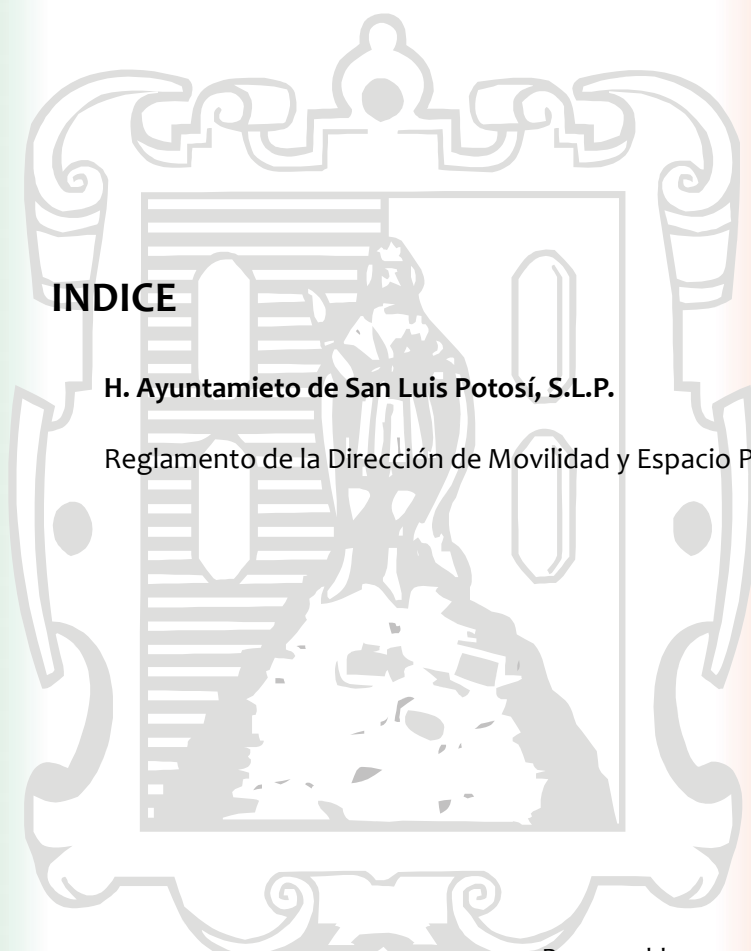 INDICE
H. Ayuntamieto de San Luis Potosí, S.L.P.
Reglamento de la Dirección de Movilidad y Espacio P